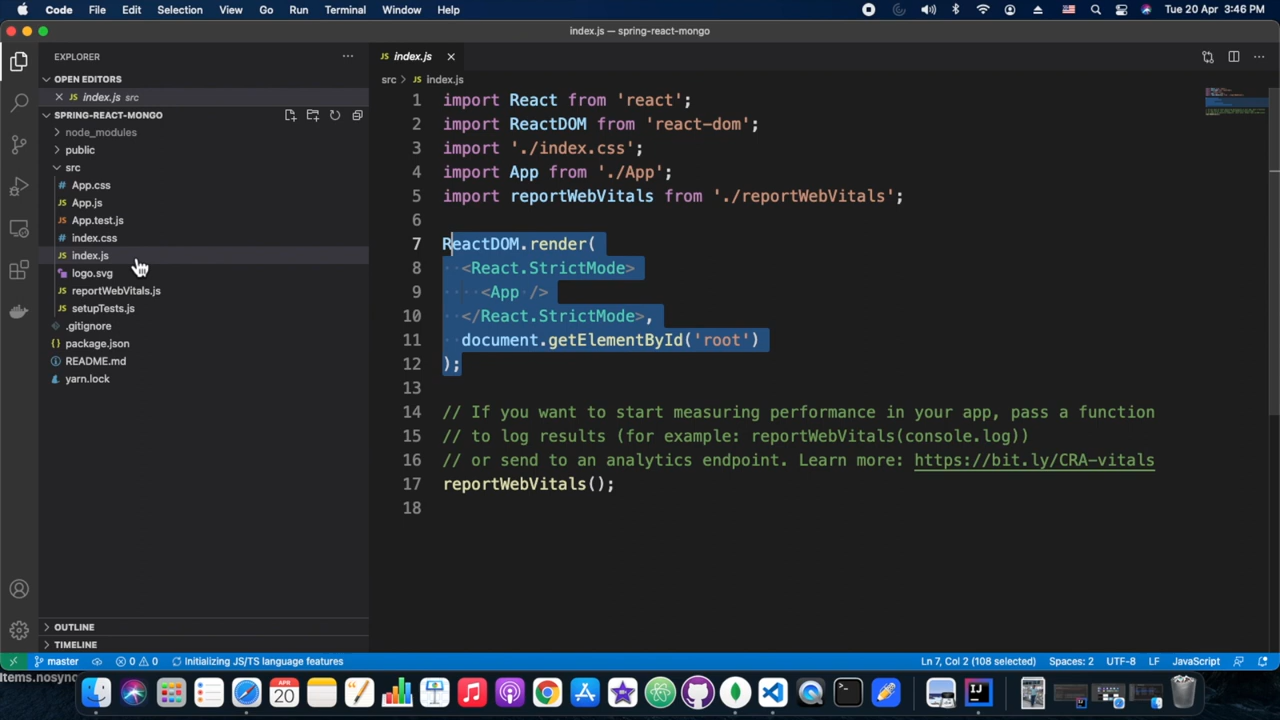 Code File Edit Selection View Go Run Terminal Window Help Tue 20 Apr 3:46 PM
index.js — spring-react-mongo
EXPLORER
OPEN EDITORS
index.js src
SPRING-REACT-MONGO
node_modules
public
src
App.css
App.js
App.test.js
index.css
index.js
logo.svg
reportWebVitals.js
setupTests.js
.gitignore
package.json
README.md
yarn.lock
OUTLINE
TIMELINE
JS index.js
src > JS index.js
1 import React from 'react';
2 import ReactDOM from 'react-dom';
3 import './index.css';
4 import App from './App';
5 import reportWebVitals from './reportWebVitals';
6
7 ReactDOM.render(
8 <React.StrictMode>
9 <App />
10 </React.StrictMode>,
11 document.getElementById('root')
12 );
13
14 // If you want to start measuring performance in your app, pass a function
15 // to log results (for example: reportWebVitals(console.log))
16 // or send to an analytics endpoint. Learn more: https://bit.ly/CRA-vitals
17 reportWebVitals();
18
master 0 0 Initializing JS/TS language features Ln 7, Col 2 (108 selected) Spaces: 2 UTF-8 LF JavaScript
APR
20
IJ